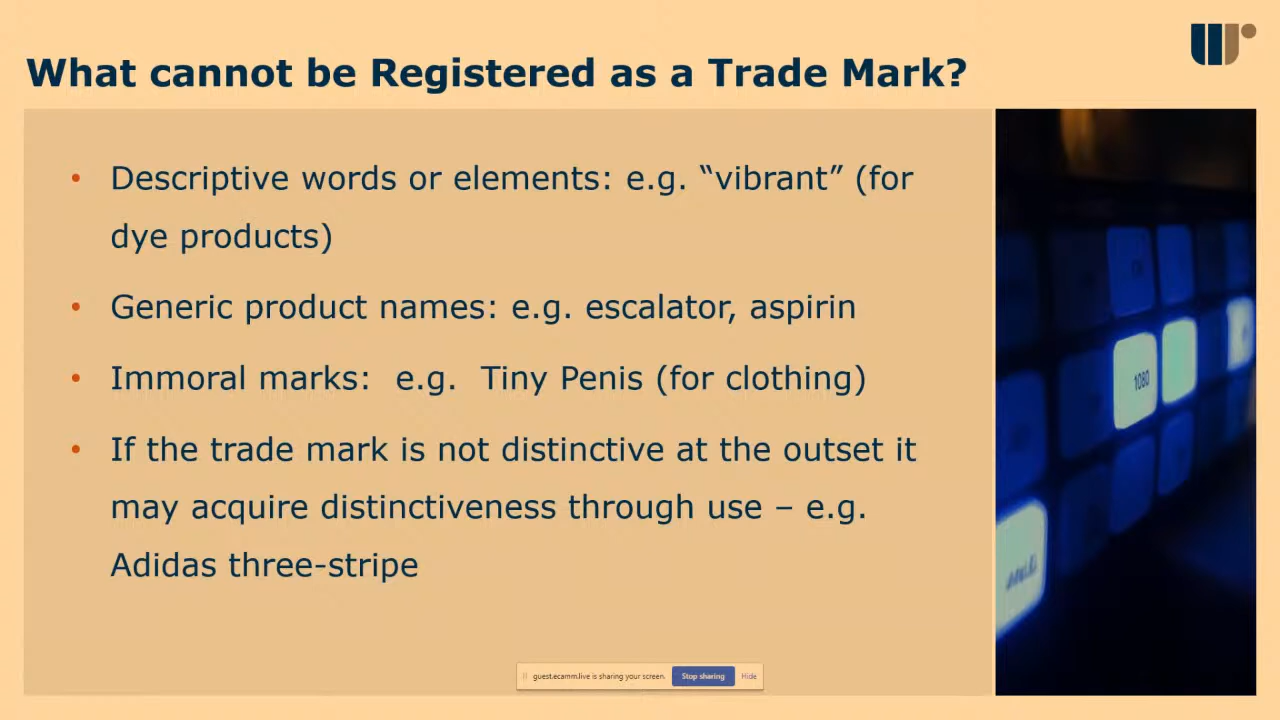 What cannot be Registered as a Trade Mark?
• Descriptive words or elements: e.g. “vibrant” (for
dye products)
• Generic product names: e.g. escalator, aspirin
• Immoral marks:  e.g.  Tiny Penis (for clothing)
• If the trade mark is not distinctive at the outset it
may acquire distinctiveness through use – e.g.
Adidas three-stripe
1080
guest.ecamm.live is sharing your screen.
Stop sharing
Hide